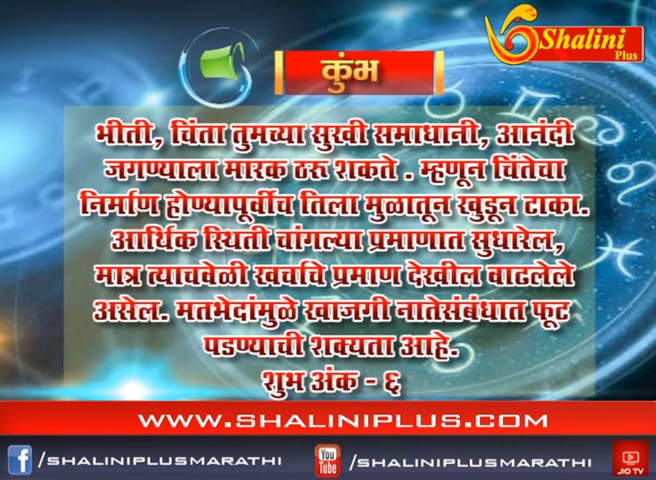 Shalini
Plus
कुंभ
भीती, चिंता तुमच्या सुखी समाधानी, आनंदी
जगण्याला मारक ठरू शकते . म्हणून चिंतेचा
निर्माण होण्यापूर्वीच तिला मुळातून खुडून टाका.
आर्थिक स्थिती चांगल्या प्रमाणात सुधारेल,
मात्र त्याचवेळी खचचि प्रमाण देखील वाढलेले
असेल. मतभेदांमुळे खाजगी नातेसंबंधात फूट
पडण्याची शक्यता आहे.
शुभ अंक - ६
WWW.SHALINIPLUS.COM
f /SHALINIPLUSMARATHI You Tube /SHALINIPLUSMARATHI JIO TV